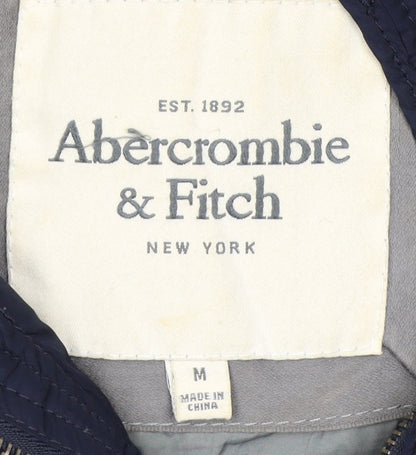 EST. 1892
Abercrombie
& Fitch
NEW YORK
M
MADE IN
CHINA